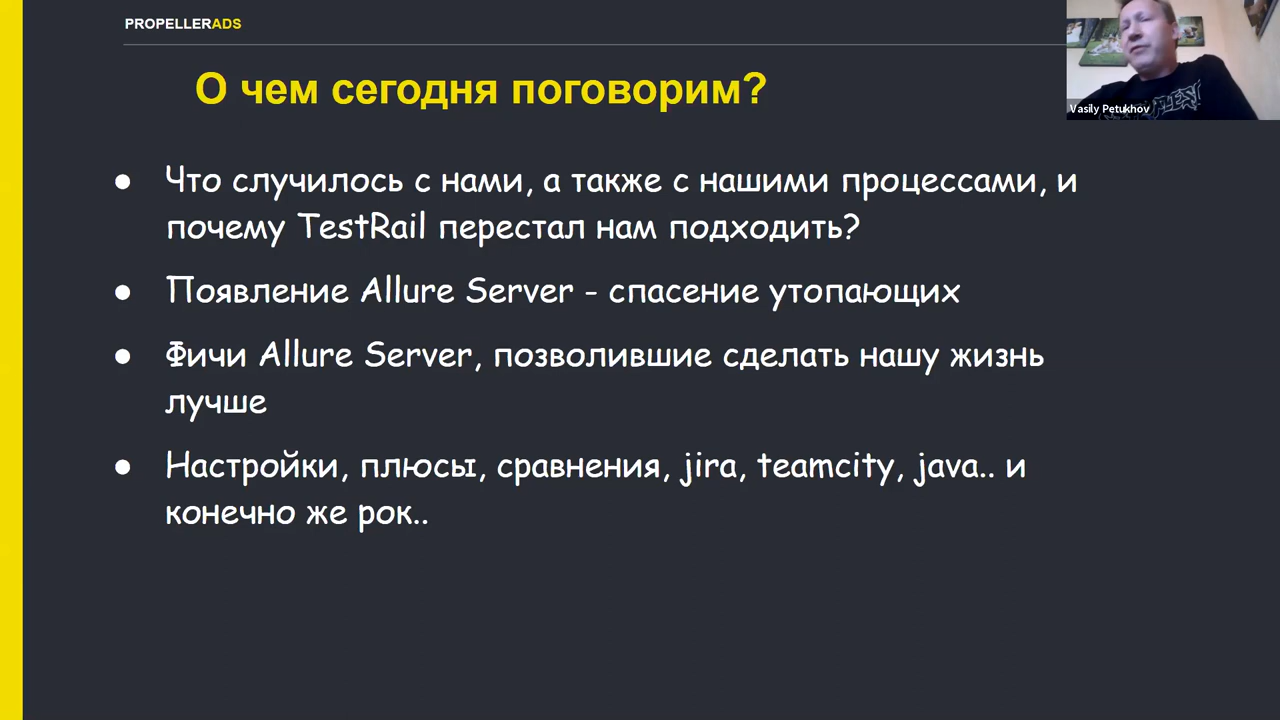 PROPELLERADS
О чем сегодня поговорим?
● Что случилось с нами, а также с нашими процессами, и
почему TestRail перестал нам подходить?
● Появление Allure Server - спасение утопающих
● Фичи Allure Server, позволившие сделать нашу жизнь
лучше
● Настройки, плюсы, сравнения, jira, teamcity, java.. и
конечно же рок..
Vasily Petukhov